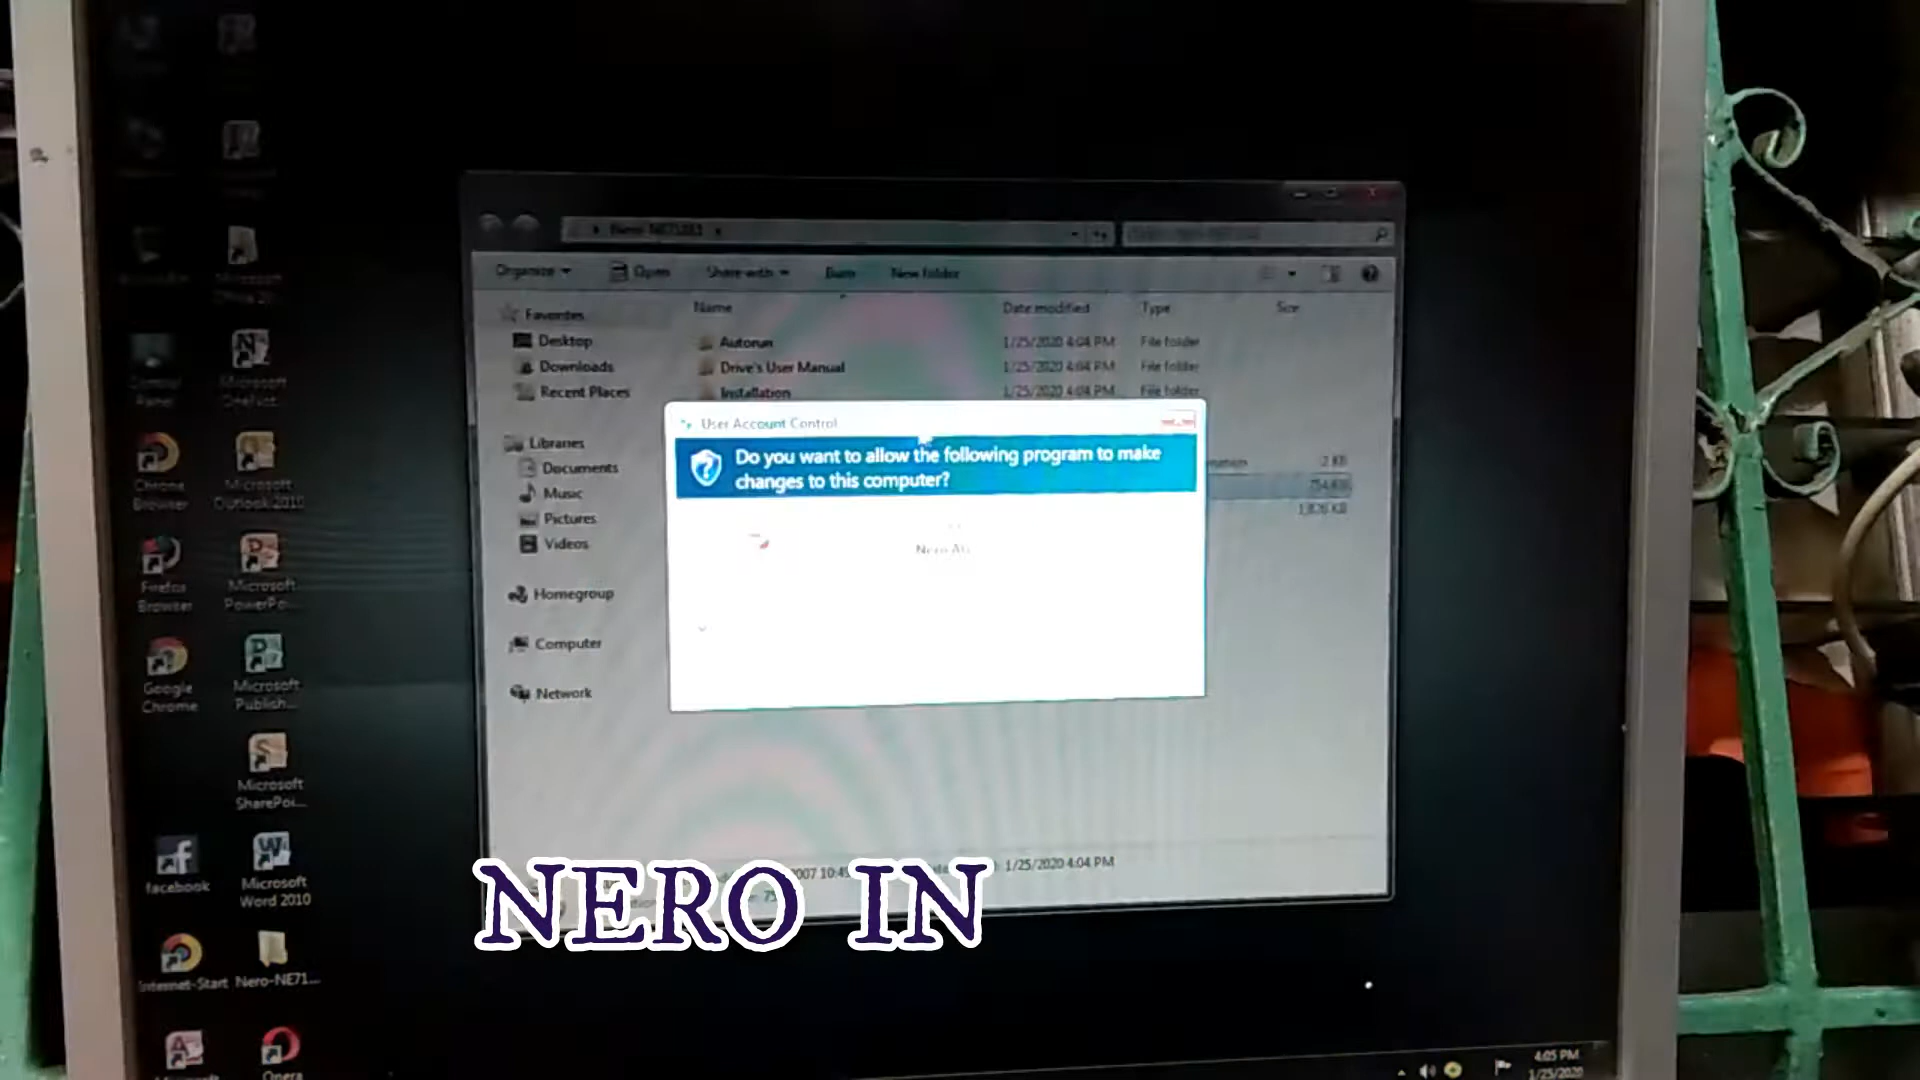 Organize
Open
Share with
Burn
New folder
Name
Date modified
Type
Size
Favorites
Desktop
Downloads
Recent Places
Autorun
1/25/2020 4:04 PM
File folder
Drive's User Manual
1/25/2020 4:04 PM
File folder
Installation
1/25/2020 4:04 PM
File folder
Libraries
Documents
Music
Pictures
Videos
Homegroup
Computer
Network
User Account Control
Do you want to allow the following program to make
changes to this computer?
2 KB
1/25/2020 4:04 PM
NERO IN
Chrome
Browser
Microsoft
Outlook 2010
Firefox
Browser
Microsoft
PowerPoi...
Google
Chrome
Microsoft
Publish...
Microsoft
SharePoi...
facebook
Microsoft
Word 2010
Internet-Start
Nero-NE71...
Opera
4:05 PM
1/25/2020